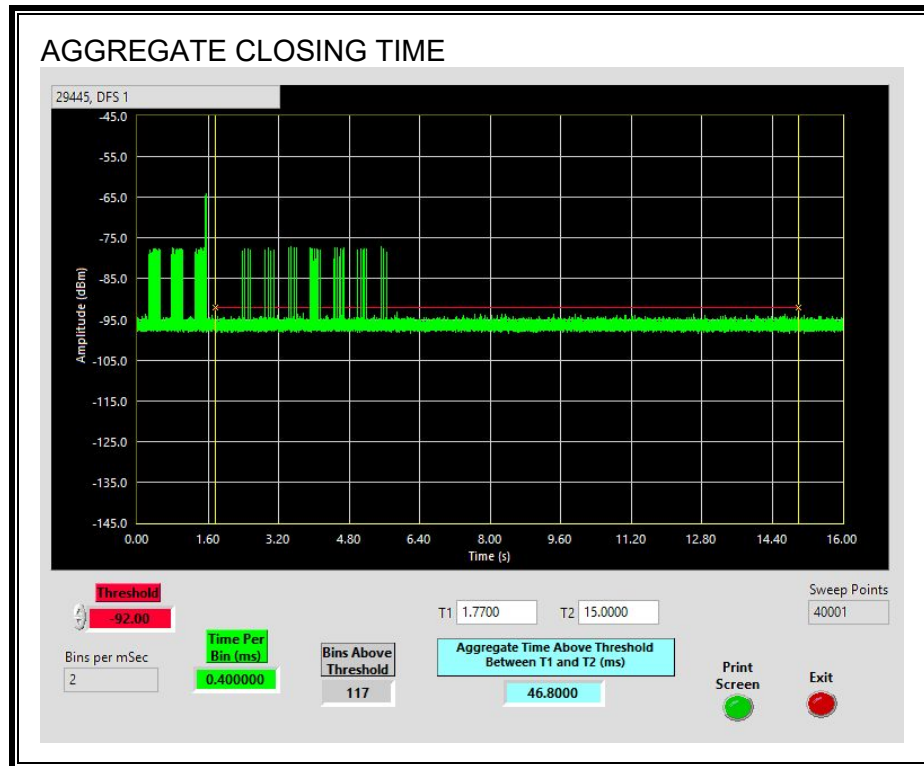 AGGREGATE CLOSING TIME
29445, DFS 1
-45.0
-55.0
-65.0
-75.0
-85.0
-95.0
-105.0
-115.0
-125.0
-135.0
-145.0
Amplitude (dBm)
0.00 1.60 3.20 4.80 6.40 8.00 9.60 11.20 12.80 14.40 16.00
Time (s)
Threshold
-92.00
Bins per mSec
2
Time Per
Bin (ms)
0.400000
Bins Above
Threshold
117
T1 1.7700 T2 15.0000
Aggregate Time Above Threshold
Between T1 and T2 (ms)
46.8000
Sweep Points
40001
Print
Screen
Exit